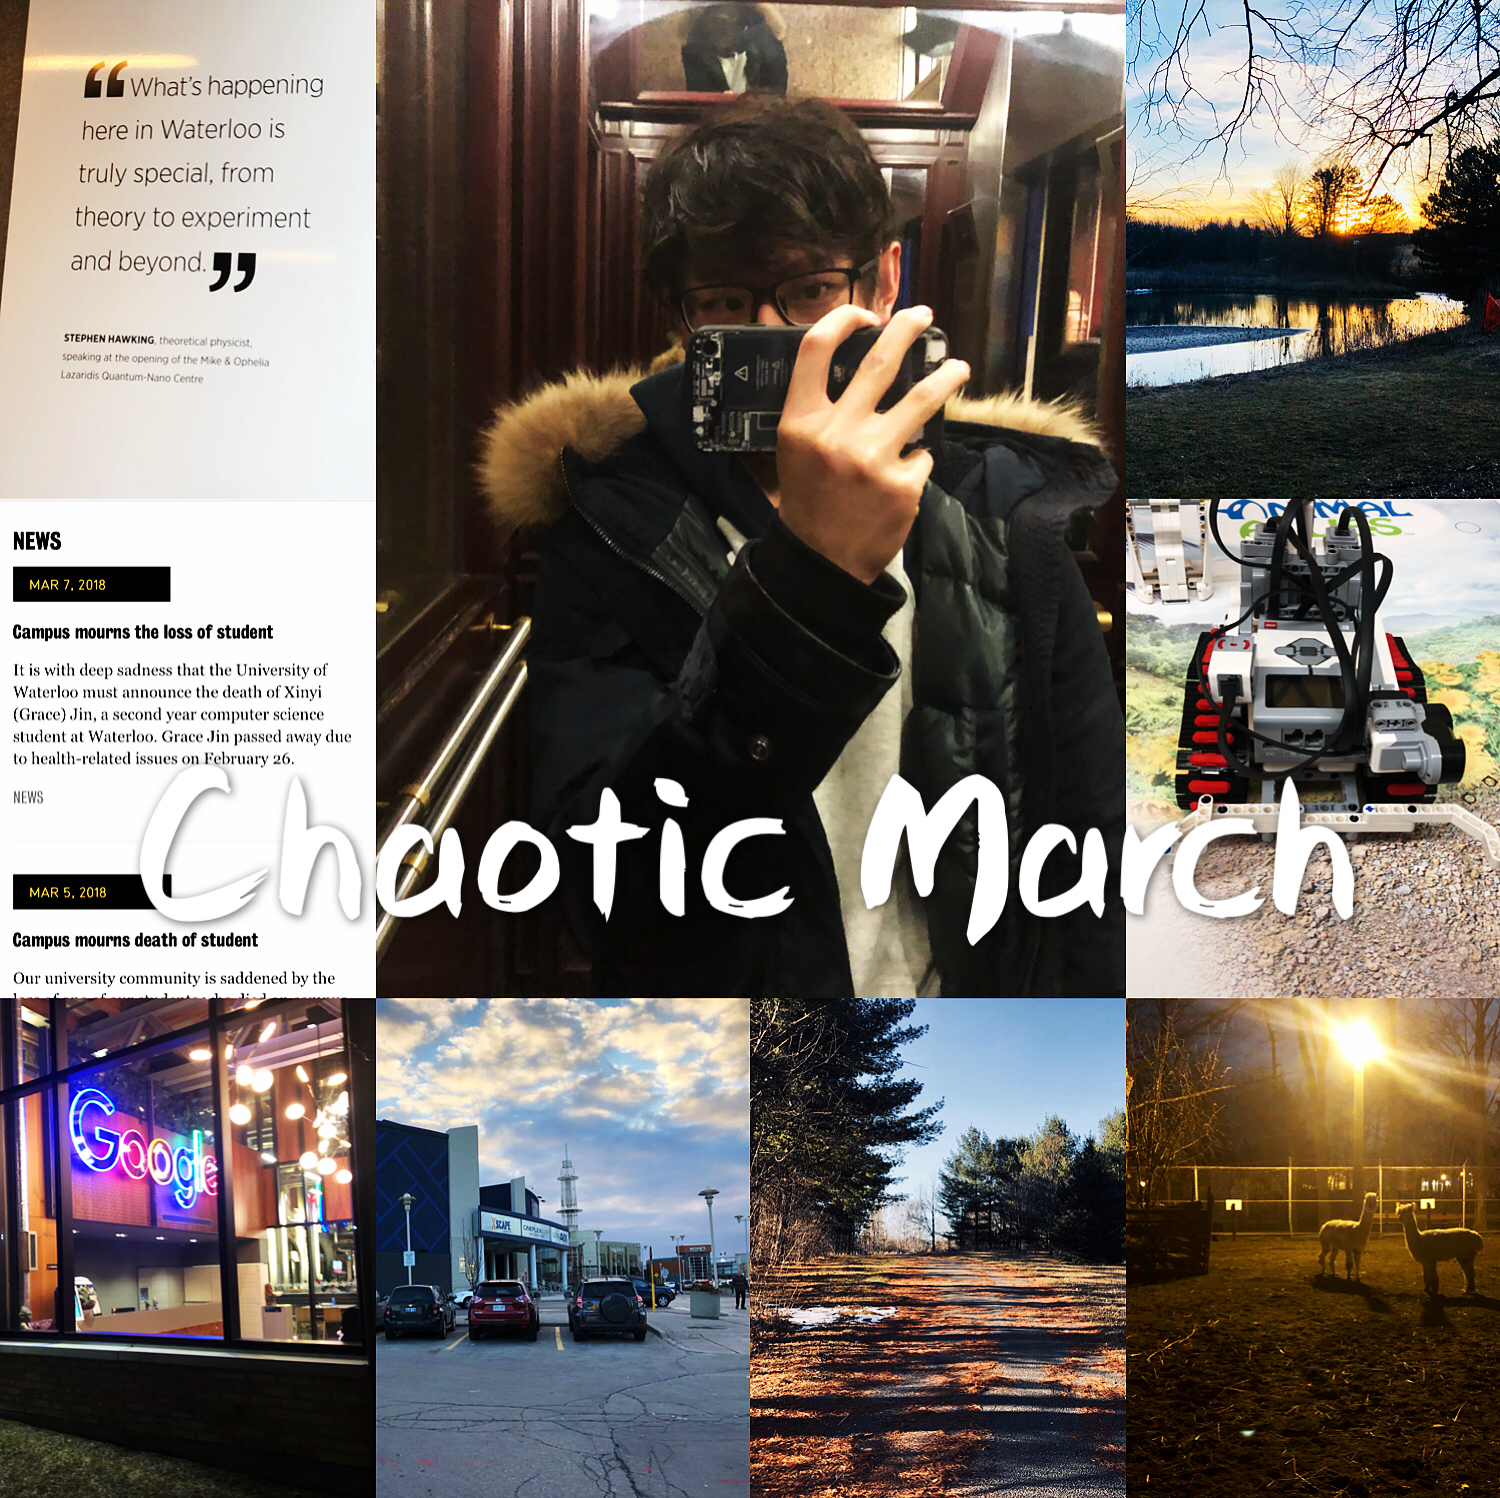 “What's happening
here in Waterloo is
truly special, from
theory to experiment
and beyond.”
STEPHEN HAWKING, theoretical physicist,
speaking at the opening of the Mike & Ophelia
Lazaridis Quantum-Nano Centre
NEWS
MAR 7, 2018
Campus mourns the loss of student
It is with deep sadness that the University of
Waterloo must announce the death of Xinyi
(Grace) Jin, a second year computer science
student at Waterloo. Grace Jin passed away due
to health-related issues on February 26.
NEWS
MAR 5, 2018
Campus mourns death of student
Our university community is saddened by the
Chaotic March
ANIMAL
Google
XSCAPE
CINEPLEX